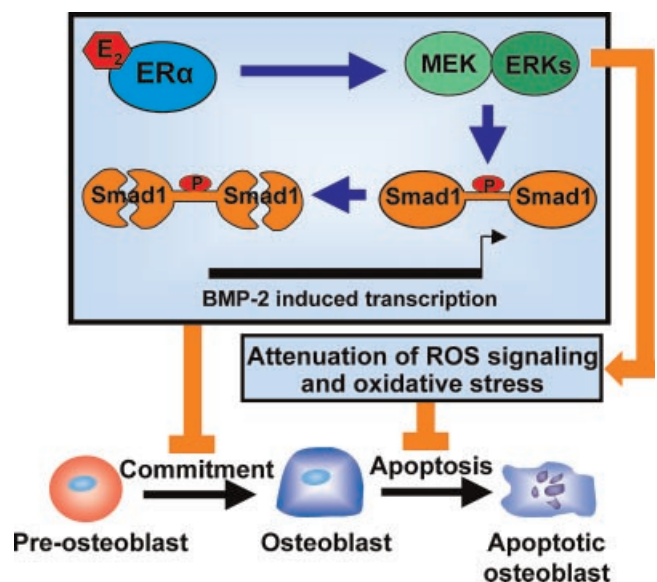 E2
ERα
MEK
ERKs
Smad1
P
Smad1
Smad1
P
Smad1
BMP-2 induced transcription
Attenuation of ROS signaling
and oxidative stress
Commitment
Apoptosis
Pre-osteoblast
Osteoblast
Apoptotic
osteoblast